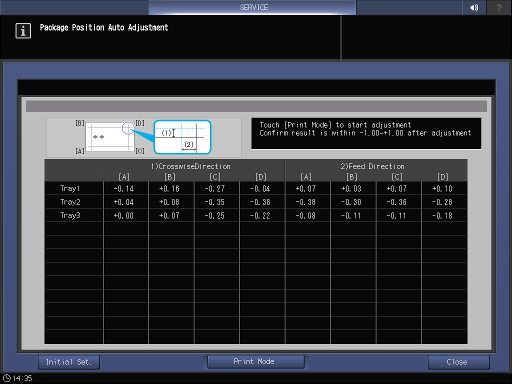 SERVICE
?
i
Package Position Auto Adjustment
[B] [D]
[A] [C]
(1)
(2)
Touch [Print Mode] to start adjustment
Confirm result is within -1.00-+1.00 after adjustment
1)CrosswiseDirection 2)Feed Direction
[A] [B] [C] [D] [A] [B] [C] [D]
Tray1 -0.14 +0.16 -0.27 -0.04 +0.07 +0.03 +0.07 +0.10
Tray2 +0.04 +0.08 -0.35 -0.38 -0.38 -0.30 -0.36 -0.28
Tray3 +0.00 +0.07 -0.25 -0.22 -0.08 -0.11 -0.11 -0.18
Initial Set. Print Mode Close
14:35